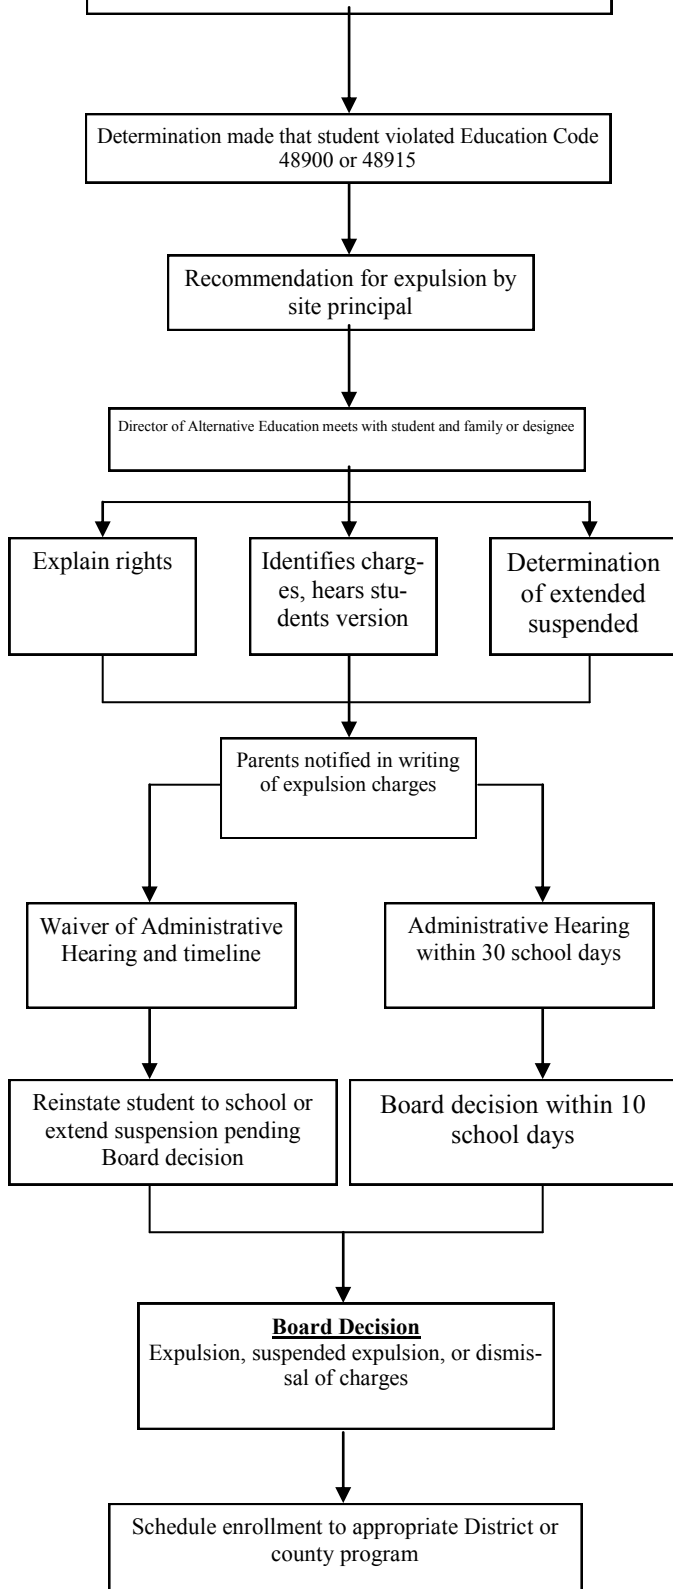 Determination made that student violated Education Code
48900 or 48915
Recommendation for expulsion by
site principal
Director of Alternative Education meets with student and family or designee
Explain rights
Identifies charg-
es, hears stu-
dents version
Determination
of extended
suspended
Parents notified in writing
of expulsion charges
Waiver of Administrative
Hearing and timeline
Administrative Hearing
within 30 school days
Reinstate student to school or
extend suspension pending
Board decision
Board decision within 10
school days
Board Decision
Expulsion, suspended expulsion, or dismis-
sal of charges
Schedule enrollment to appropriate District or
county program